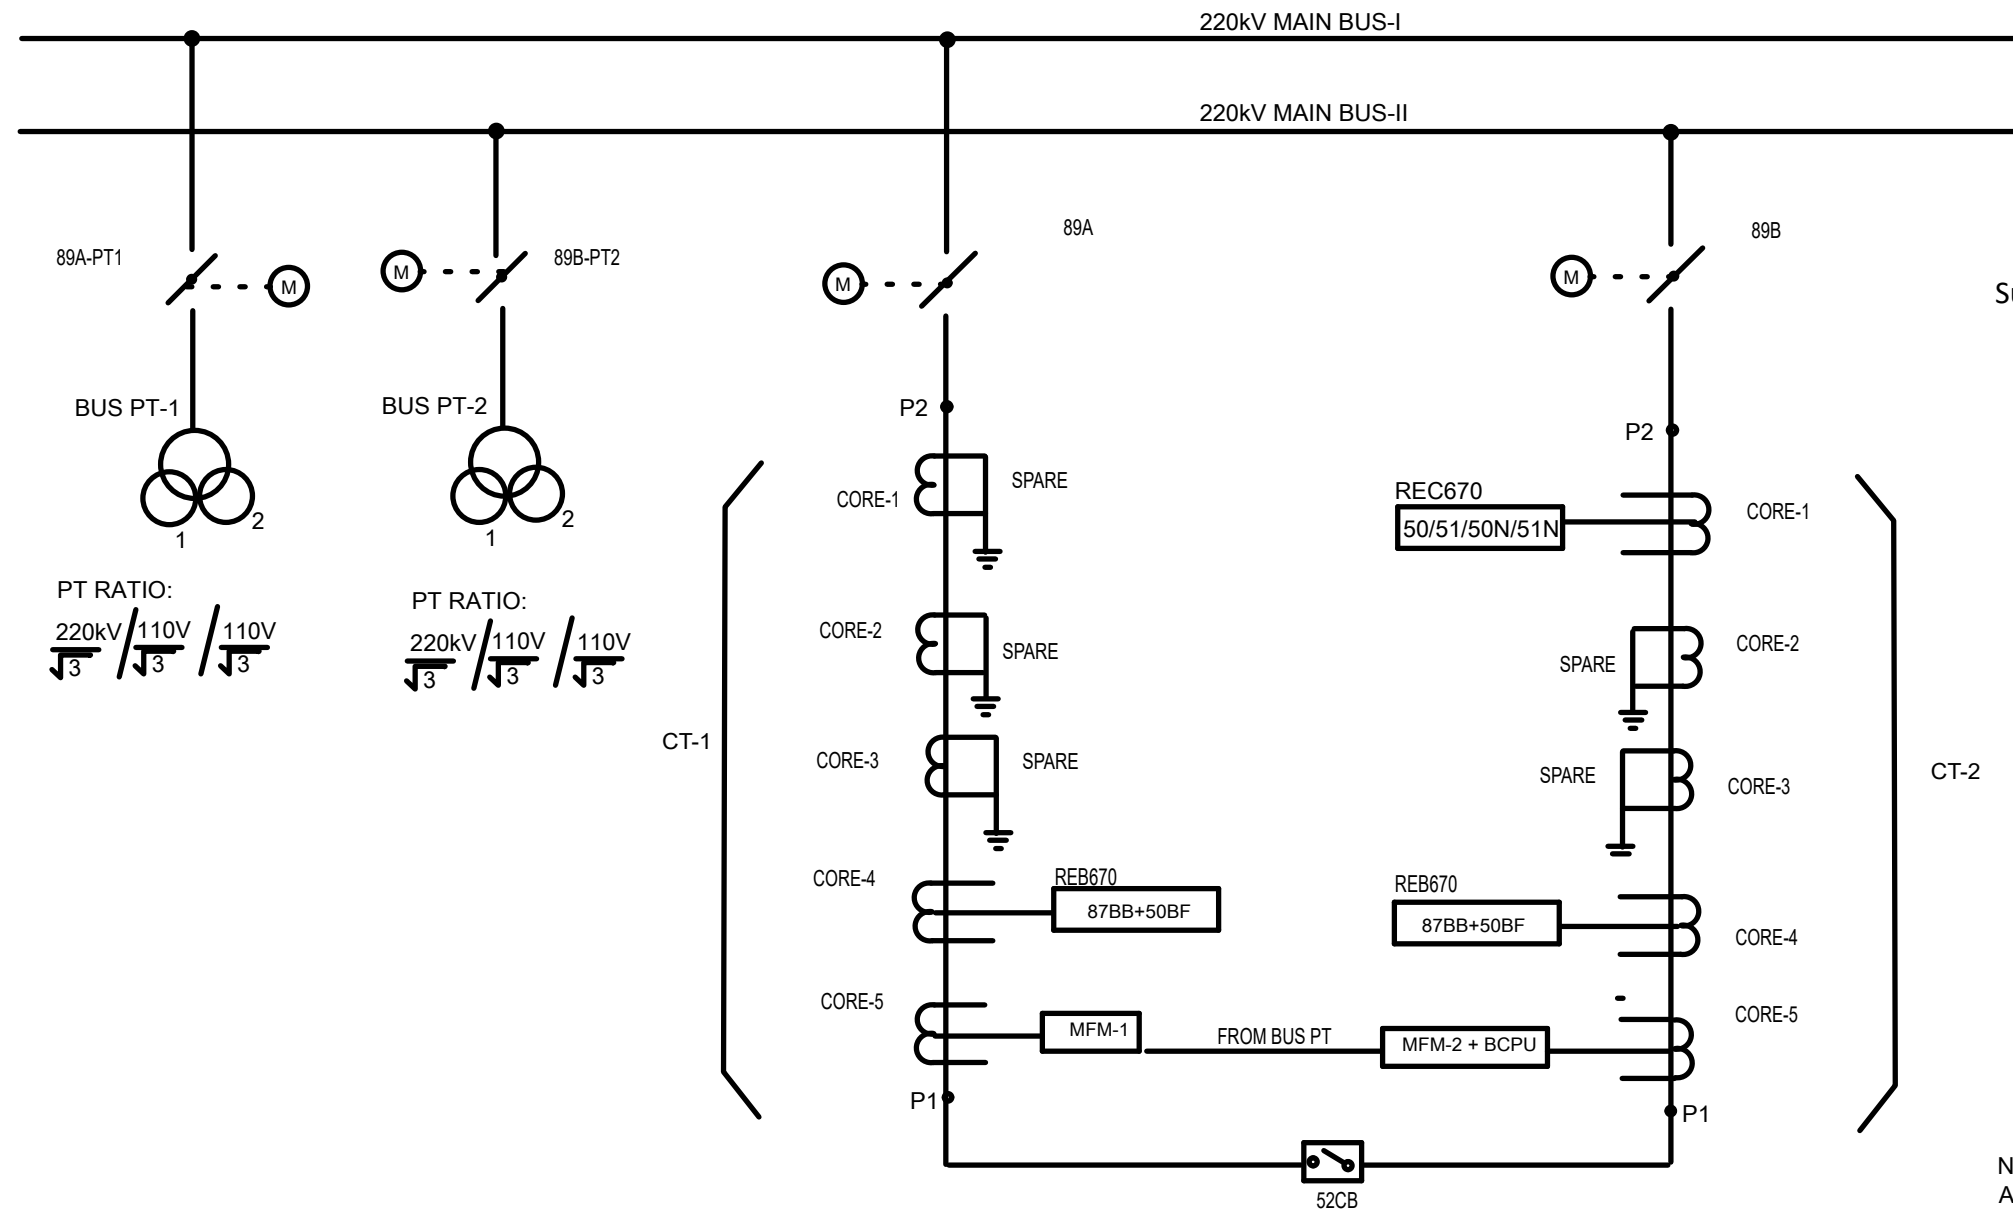 220kV MAIN BUS-I
220kV MAIN BUS-II
89A-PT1
M
M
89B-PT2
M
89A
M
89B
BUS PT-1
1
2
BUS PT-2
1
2
PT RATIO:
220kV/√3 / 110V/√3 / 110V/√3
PT RATIO:
220kV/√3 / 110V/√3 / 110V/√3
CT-1
P2
CORE-1
SPARE
CORE-2
SPARE
CORE-3
SPARE
CORE-4
REB670
87BB+50BF
CORE-5
MFM-1
FROM BUS PT
P1
P2
REC670
50/51/50N/51N
CORE-1
SPARE
CORE-2
SPARE
CORE-3
REB670
87BB+50BF
CORE-4
MFM-2 + BCPU
CORE-5
P1
CT-2
52CB